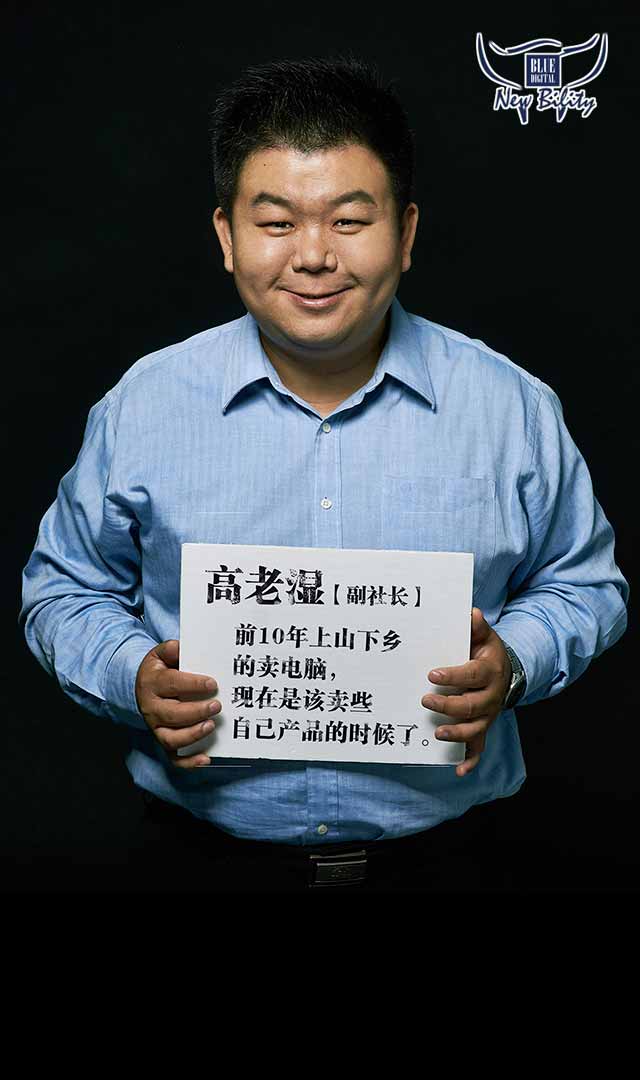 BLUE
DIGITAL
New Bifity
高老湿【副社长】
前10年上山下乡
的卖电脑，
现在是该卖些
自己产品的时候了。